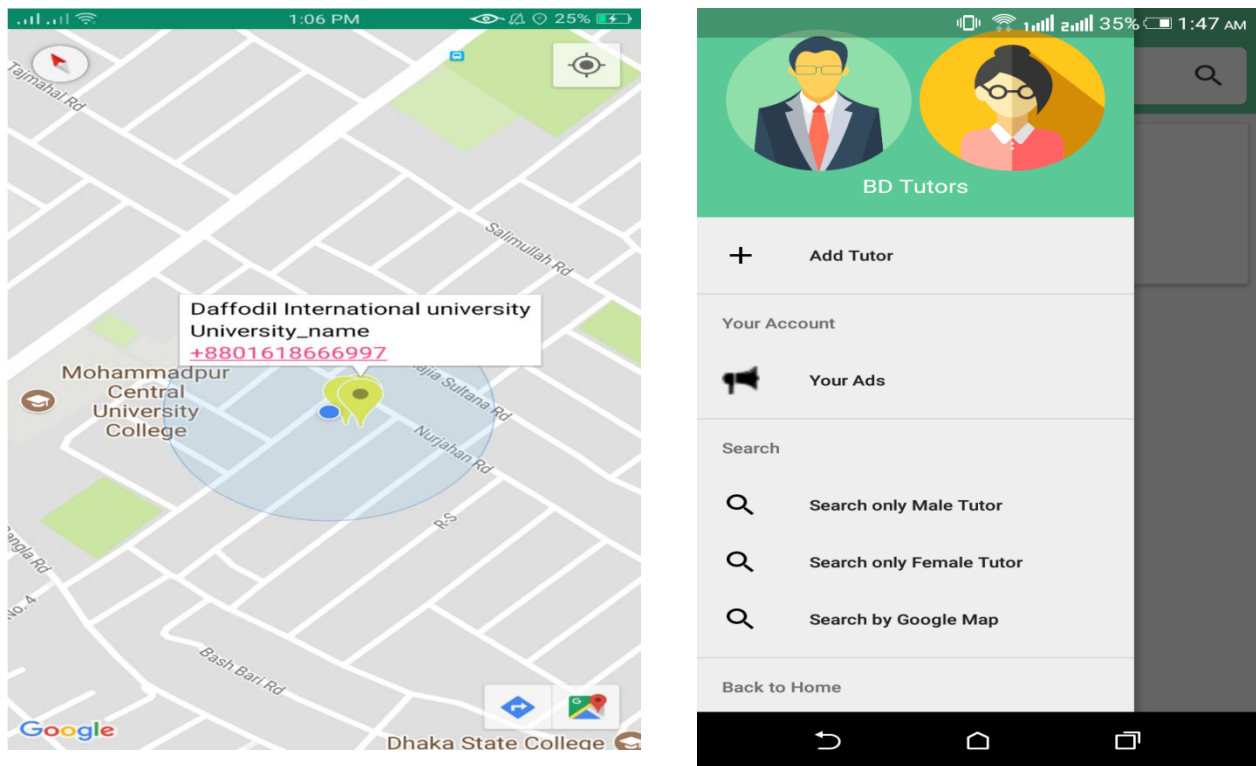 1:06 PM
25%
Tajmahal Rd
Salimullah Rd
Daffodil International university
University_name
+8801618666997
Mohammadpur
Central
University
College
Sultana Rd
Nurjahan Rd
R-S
Bangla Rd
No. 4
Bash Bari Rd
Google
Dhaka State College
35%
1:47 AM
BD Tutors
Add Tutor
Your Account
Your Ads
Search
Search only Male Tutor
Search only Female Tutor
Search by Google Map
Back to Home